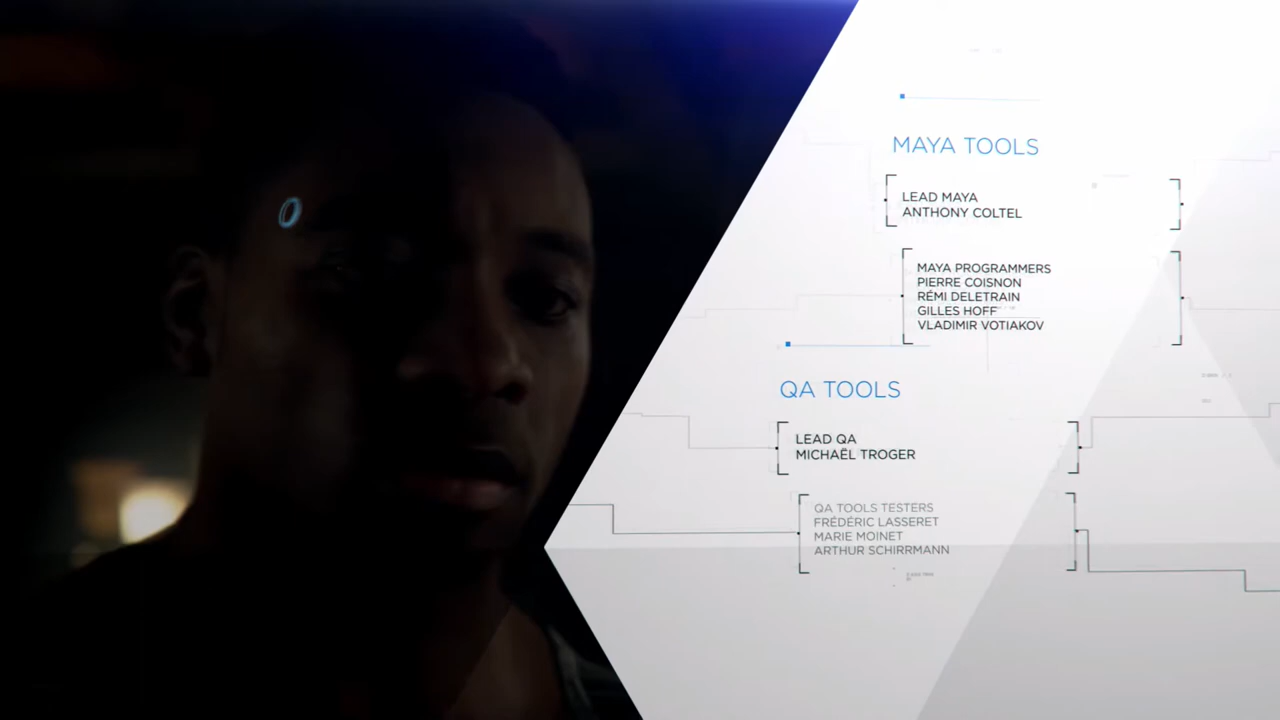 MAYA TOOLS
LEAD MAYA
ANTHONY COLTEL
MAYA PROGRAMMERS
PIERRE COISNON
RÉMI DELETRAIN
GILLES HOFF
VLADIMIR VOTIAKOV
QA TOOLS
LEAD QA
MICHAËL TROGER
QA TOOLS TESTERS
FRÉDÉRIC LASSERET
MARIE MOINET
ARTHUR SCHIRRMANN